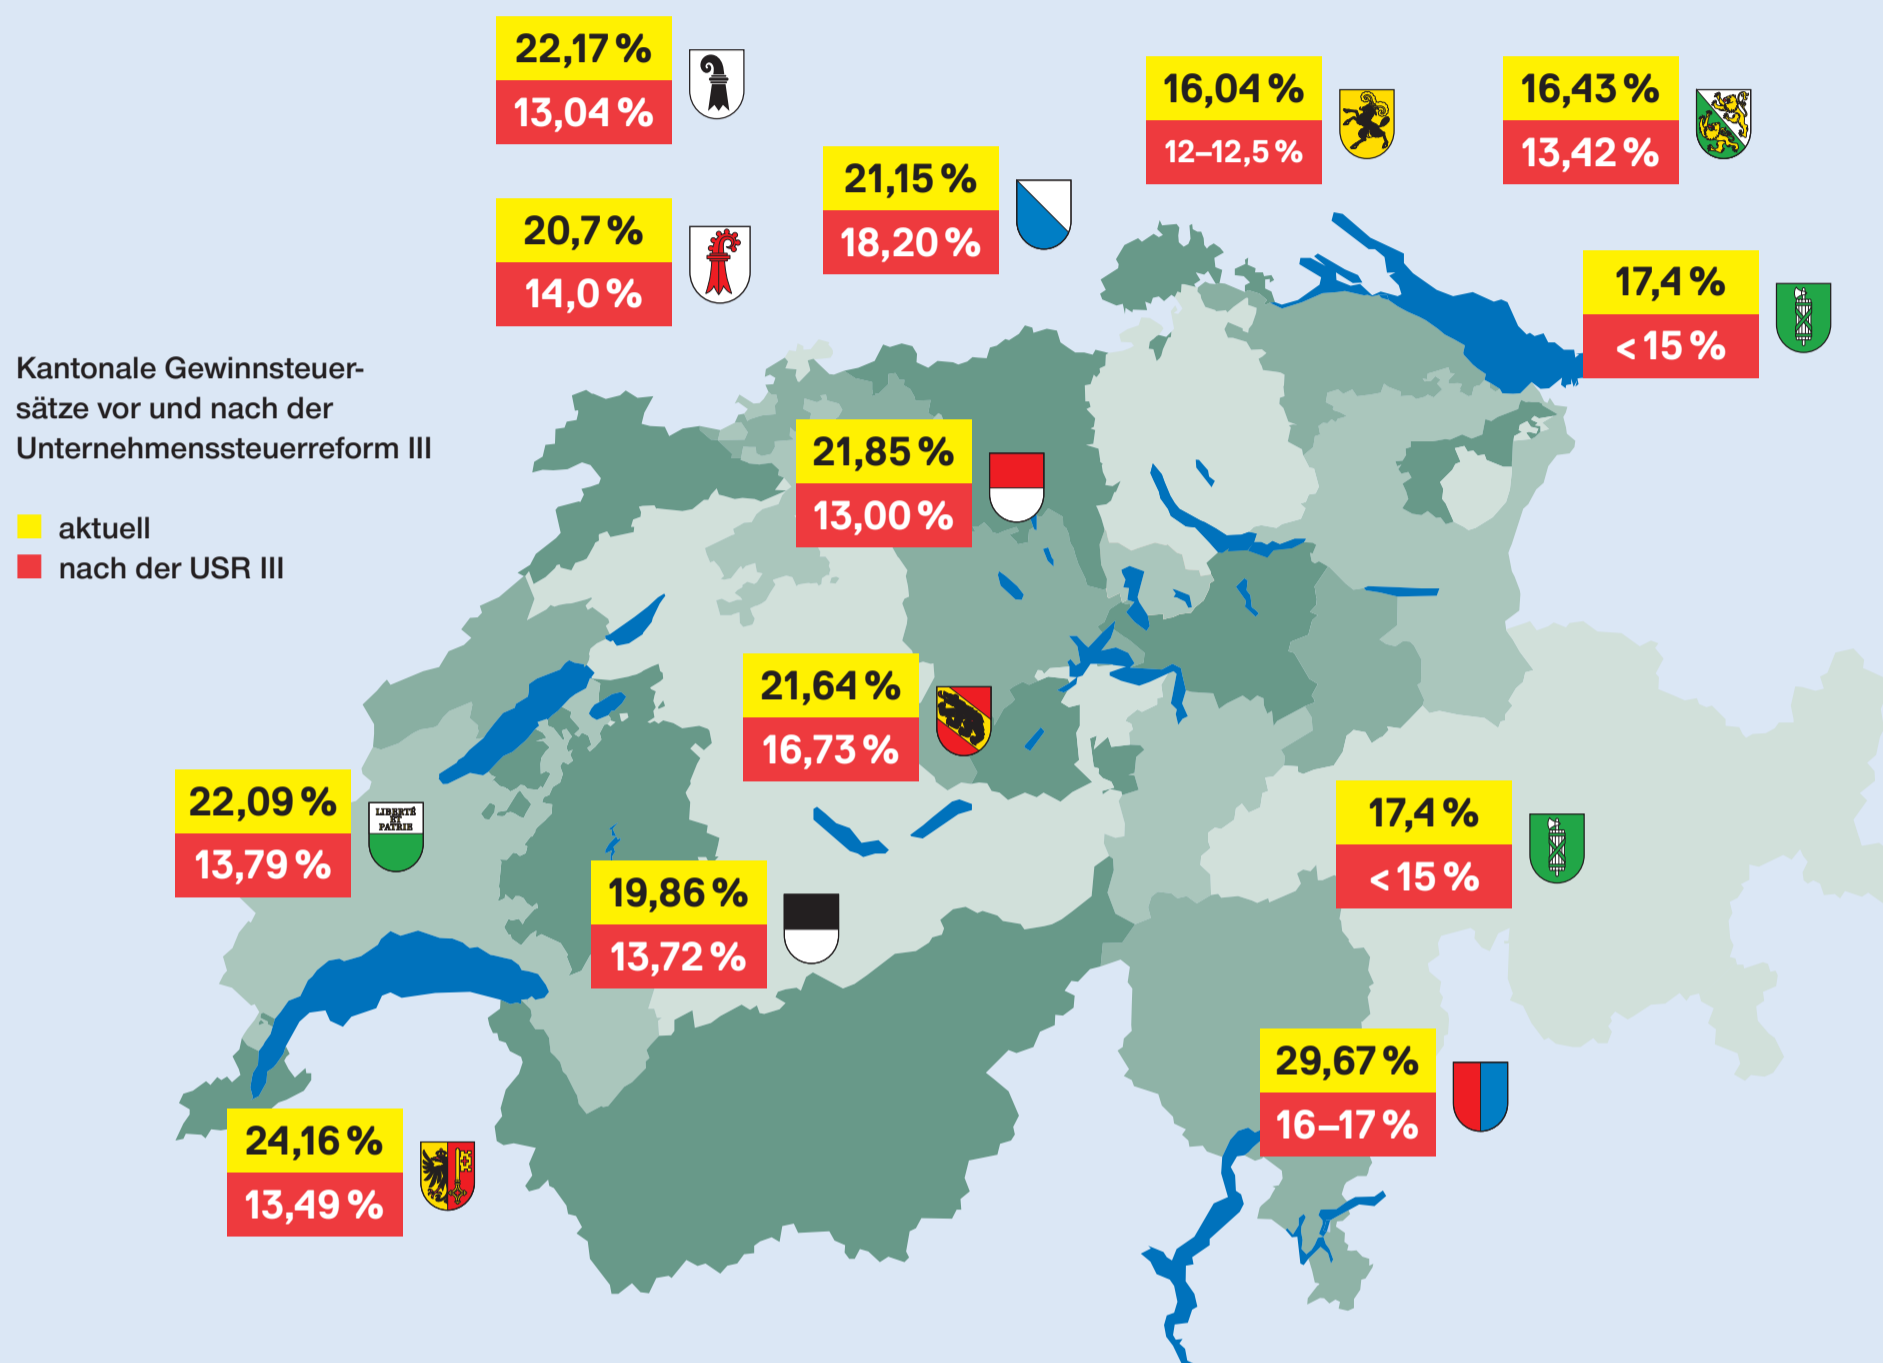 22,17 %
13,04 %
16,04 %
12–12,5 %
16,43 %
13,42 %
21,15 %
18,20 %
20,7 %
14,0 %
17,4 %
< 15 %
Kantonale Gewinnsteuer-
sätze vor und nach der
Unternehmenssteuerreform III
aktuell
nach der USR III
21,85 %
13,00 %
21,64 %
16,73 %
22,09 %
13,79 %
LIBERTÉ
ET
PATRIE
17,4 %
< 15 %
19,86 %
13,72 %
29,67 %
16–17 %
24,16 %
13,49 %